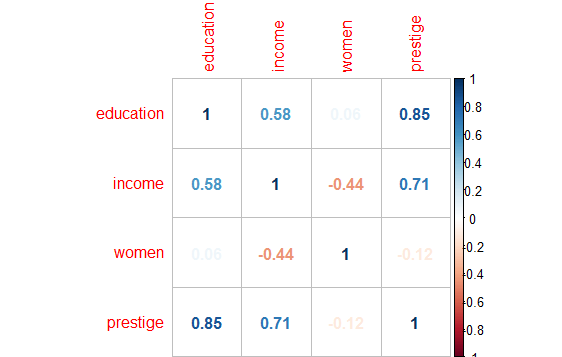 education income women prestige
education 1 0.58 0.06 0.85
income 0.58 1 -0.44 0.71
women 0.06 -0.44 1 -0.12
prestige 0.85 0.71 -0.12 1
1
0.8
0.6
0.4
0.2
0
-0.2
-0.4
-0.6
-0.8
-1